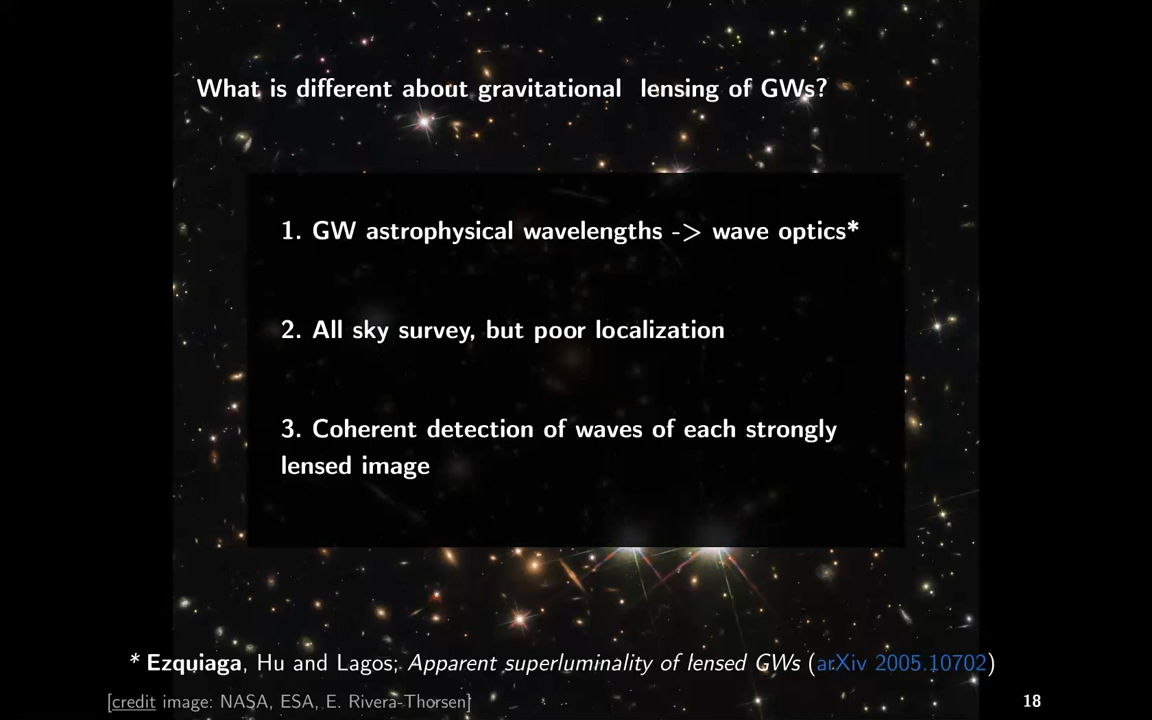 What is different about gravitational lensing of GWs?
1. GW astrophysical wavelengths -> wave optics*
2. All sky survey, but poor localization
3. Coherent detection of waves of each strongly
lensed image
* Ezquiaga, Hu and Lagos; Apparent superluminality of lensed GWs (arXiv 2005.10702)
[credit image: NASA, ESA, E. Rivera-Thorsen]
18